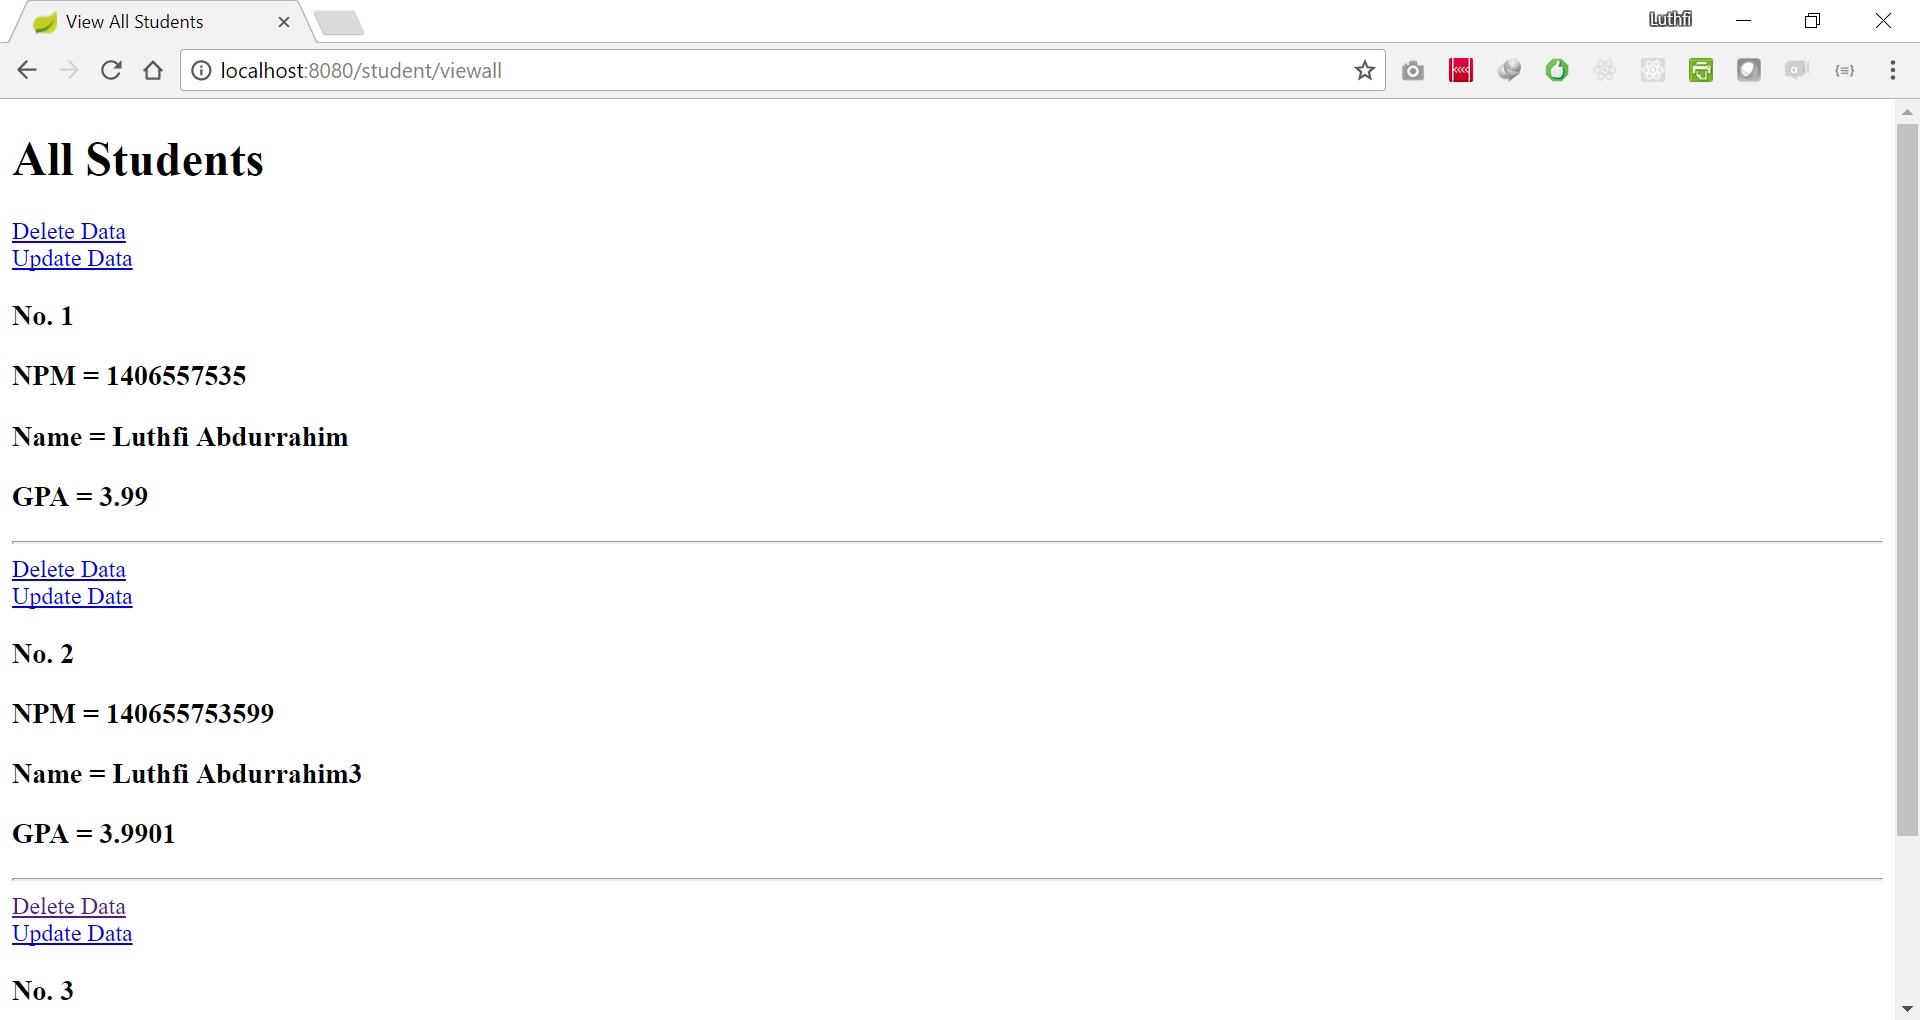 View All Students
Luthfi
localhost:8080/student/viewall
All Students
Delete Data
Update Data
No. 1
NPM = 1406557535
Name = Luthfi Abdurrahim
GPA = 3.99
Delete Data
Update Data
No. 2
NPM = 140655753599
Name = Luthfi Abdurrahim3
GPA = 3.9901
Delete Data
Update Data
No. 3